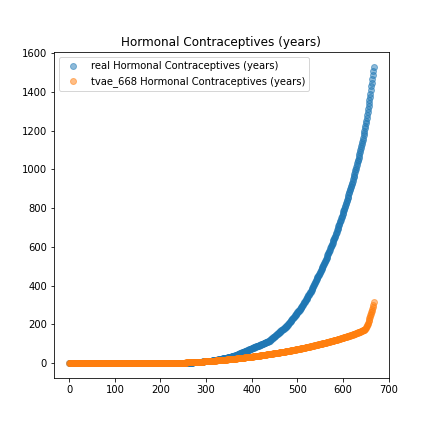 Hormonal Contraceptives (years)
real Hormonal Contraceptives (years)
tvae_668 Hormonal Contraceptives (years)
1600
1400
1200
1000
800
600
400
200
0
0 100 200 300 400 500 600 700